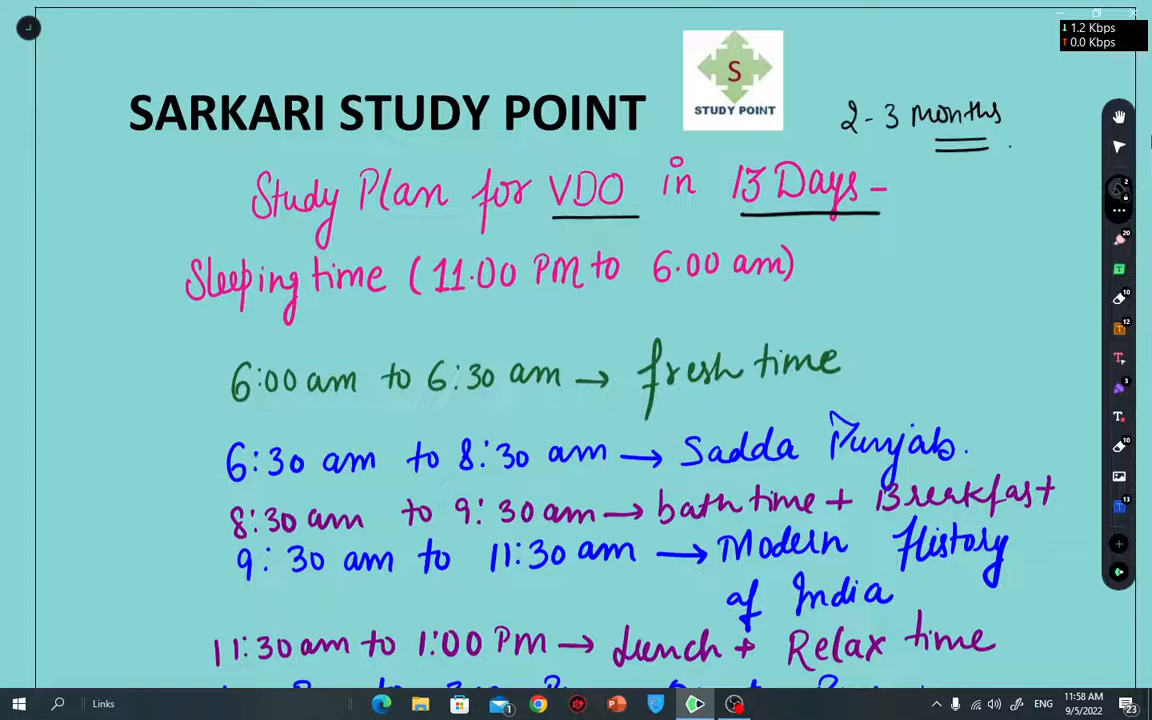 ↓ 1.2 Kbps
↑ 0.0 Kbps
S
STUDY POINT
SARKARI STUDY POINT
2-3 months
Study Plan for VDO in 13 Days -
Sleeping time (11.00 PM to 6.00 am)
6:00 am to 6:30 am → fresh time
6:30 am to 8:30 am → Sadda Punjab.
8:30 am to 9:30 am → bath time + Breakfast
9:30 am to 11:30 am → Modern History
of India
11:30 am to 1:00 PM → Lunch + Relax time
Links
ENG
11:58 AM
9/5/2022
23